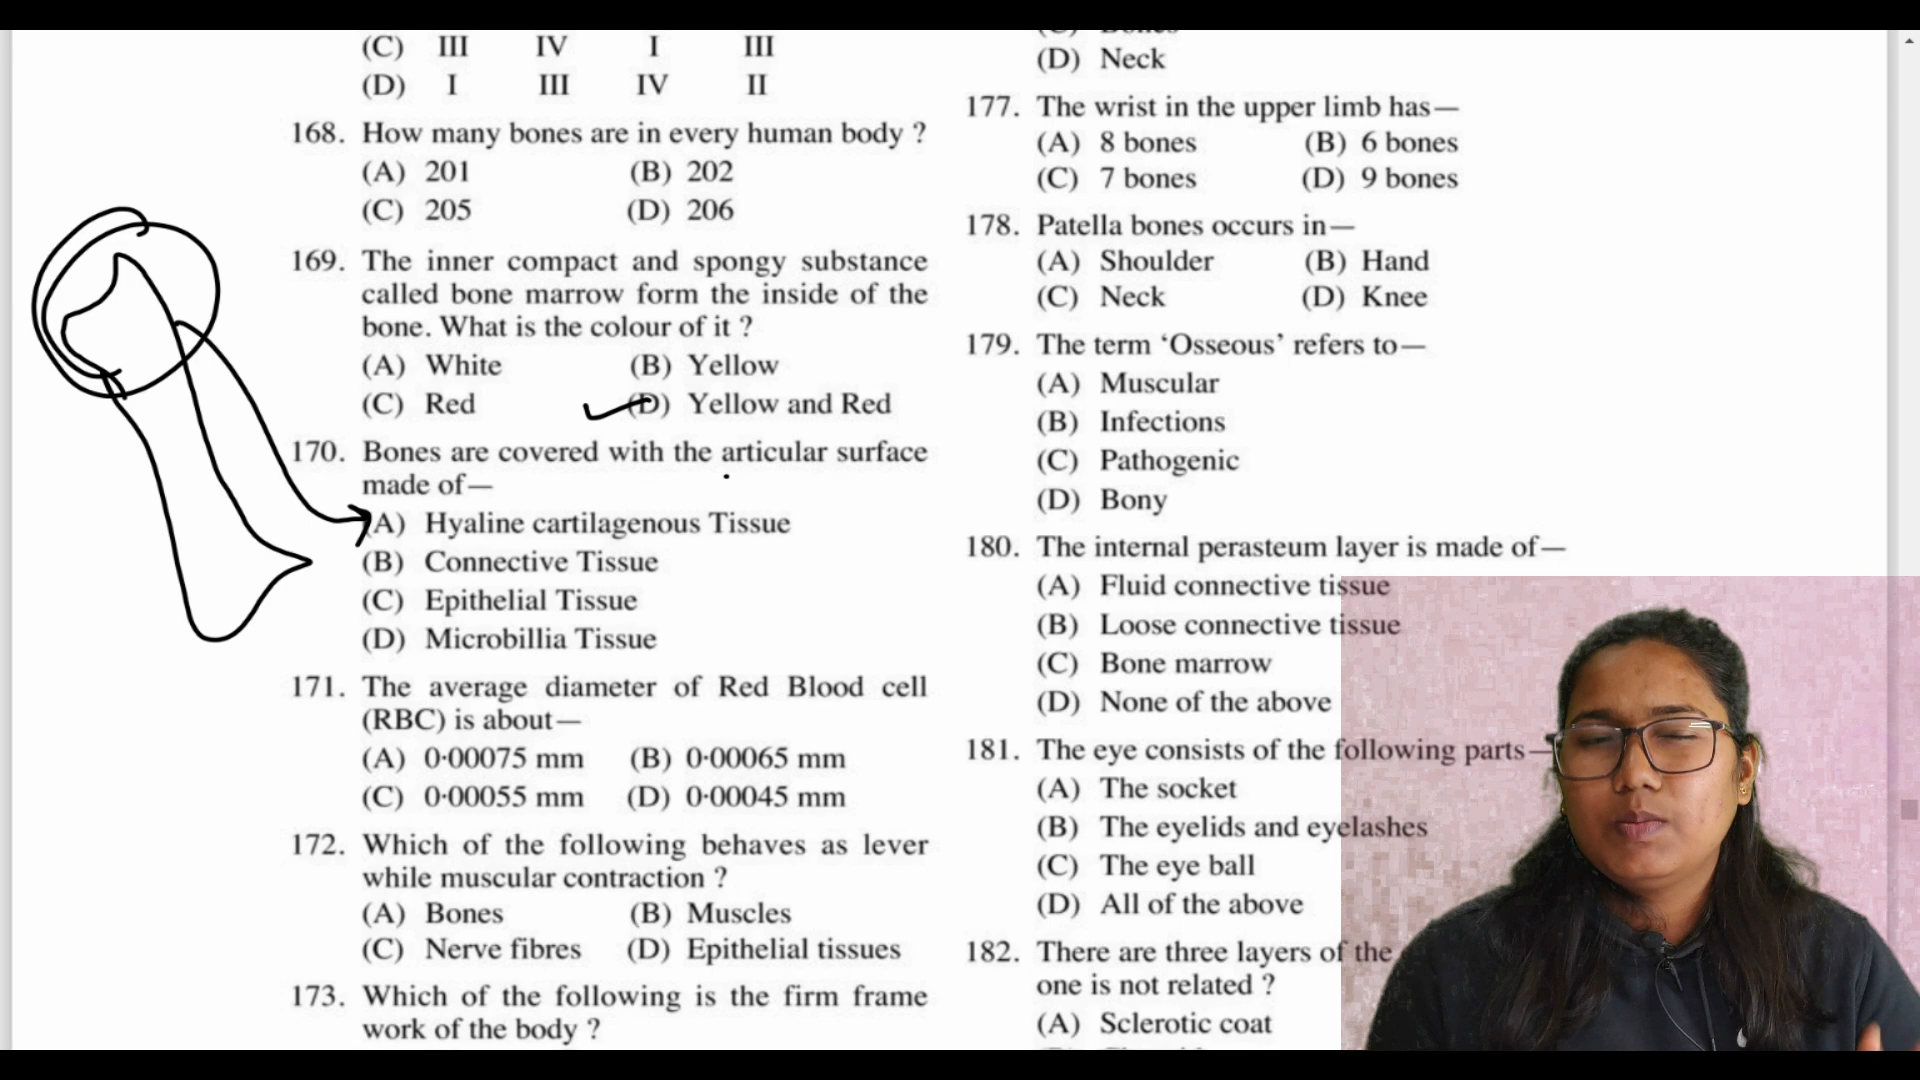 (C) III IV I III
(D) I III IV II
168. How many bones are in every human body ?
(A) 201 (B) 202
(C) 205 (D) 206
169. The inner compact and spongy substance
called bone marrow form the inside of the
bone. What is the colour of it ?
(A) White (B) Yellow
(C) Red (D) Yellow and Red
170. Bones are covered with the articular surface
made of—
(A) Hyaline cartilagenous Tissue
(B) Connective Tissue
(C) Epithelial Tissue
(D) Microbillia Tissue
171. The average diameter of Red Blood cell
(RBC) is about—
(A) 0·00075 mm (B) 0·00065 mm
(C) 0·00055 mm (D) 0·00045 mm
172. Which of the following behaves as lever
while muscular contraction ?
(A) Bones (B) Muscles
(C) Nerve fibres (D) Epithelial tissues
173. Which of the following is the firm frame
work of the body ?
(D) Neck
177. The wrist in the upper limb has—
(A) 8 bones (B) 6 bones
(C) 7 bones (D) 9 bones
178. Patella bones occurs in—
(A) Shoulder (B) Hand
(C) Neck (D) Knee
179. The term ‘Osseous’ refers to—
(A) Muscular
(B) Infections
(C) Pathogenic
(D) Bony
180. The internal perasteum layer is made of—
(A) Fluid connective tissue
(B) Loose connective tissue
(C) Bone marrow
(D) None of the above
181. The eye consists of the following parts—
(A) The socket
(B) The eyelids and eyelashes
(C) The eye ball
(D) All of the above
182. There are three layers of the
one is not related ?
(A) Sclerotic coat